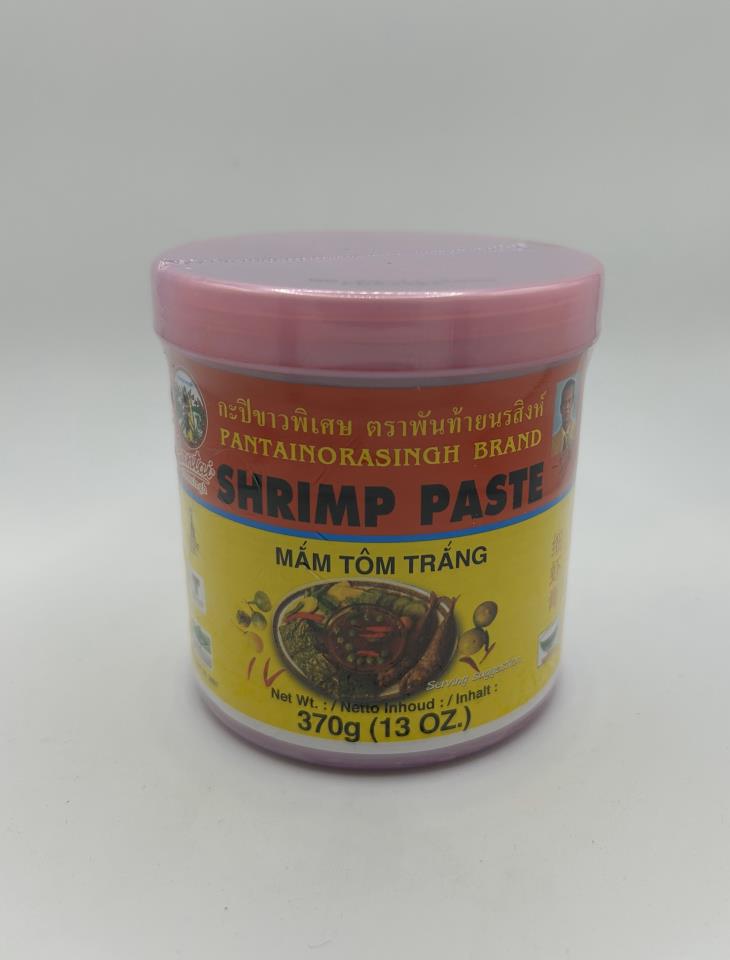 กะปิขาวพิเศษ ตราพันท้ายนรสิงห์
PANTAINORASINGH BRAND
SHRIMP PASTE
MẮM TÔM TRẮNG
Serving Suggestion
Net Wt. : / Netto Inhoud : / Inhalt :
370g (13 OZ.)